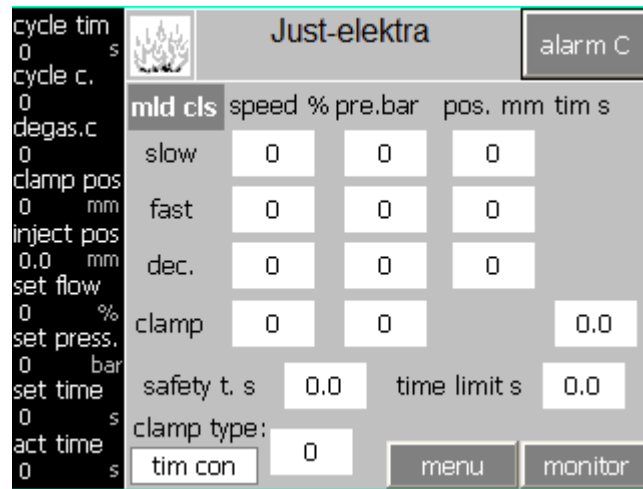 cycle tim
0 s
cycle c.
0
degas.c
0
clamp pos
0 mm
inject pos
0.0 mm
set flow
0 %
set press.
0 bar
set time
0 s
act time
0 s
Just-elektra
alarm C
mld cls speed % pre.bar pos. mm tim s
slow 0 0 0
fast 0 0 0
dec. 0 0 0
clamp 0 0 0.0
safety t. s 0.0 time limit s 0.0
clamp type:
tim con 0 menu monitor